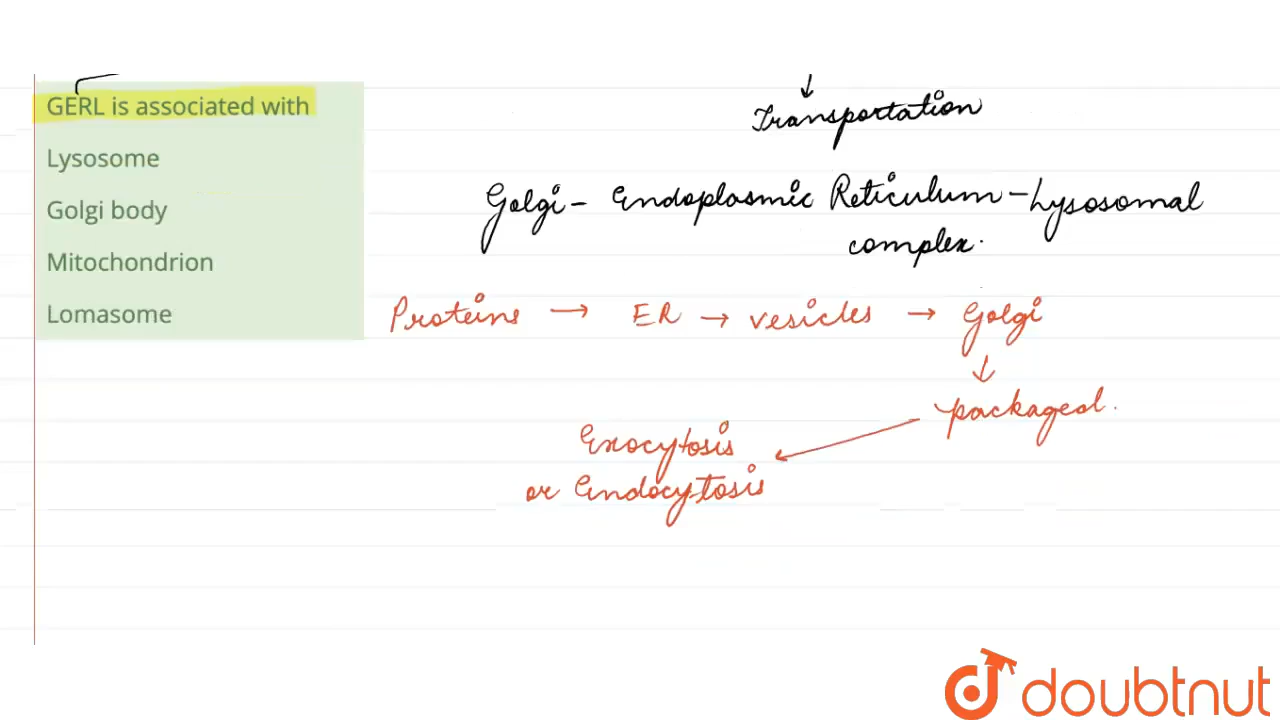 GERL is associated with
Lysosome
Golgi body
Mitochondrion
Lomasome
↓
Transportation
Golgi - Endoplasmic Reticulum - Lysosomal
complex.
Proteins → ER → vesicles → Golgi
↓
packaged.
Exocytosis
or Endocytosis
doubtnut